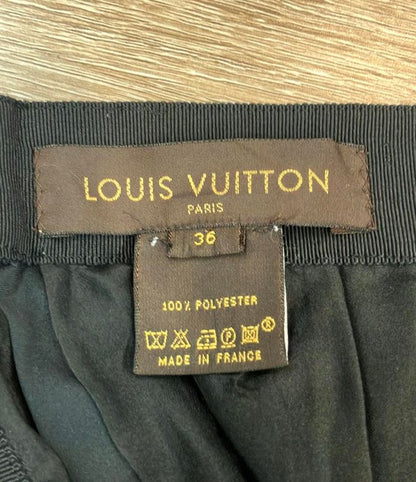 LOUIS VUITTON
PARIS
36
100% POLYESTER
P ®
MADE IN FRANCE